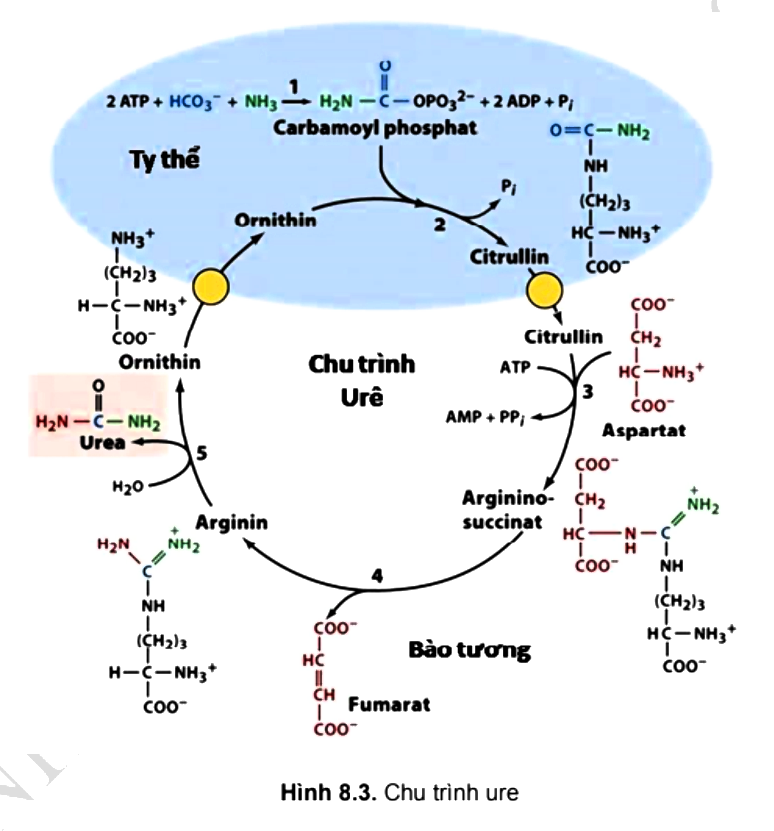 O
2 ATP + HCO₃⁻ + NH₃ 1 → H₂N — C — OPO₃²⁻ + 2 ADP + Pᵢ
Carbamoyl phosphat
Ty thể
O=C—NH₂
NH
(CH₂)₃
HC—NH₃⁺
COO⁻
Pᵢ
Ornithin
2
Citrullin
NH₃⁺
(CH₂)₃
H—C—NH₃⁺
COO⁻
Ornithin
Chu trình
Urê
Citrullin
ATP
3
AMP + PPᵢ
COO⁻
CH₂
HC—NH₃⁺
COO⁻
Aspartat
O
H₂N—C—NH₂
Urea
5
H₂O
Arginin
Arginino-
succinat
COO⁻
CH₂
HC—N—C
H
COO⁻
+
NH₂
NH
(CH₂)₃
HC—NH₃⁺
COO⁻
+
H₂N NH₂
C
NH
(CH₂)₃
H—C—NH₃⁺
COO⁻
4
COO⁻
HC
CH
COO⁻
Fumarat
Bào tương
Hình 8.3. Chu trình ure